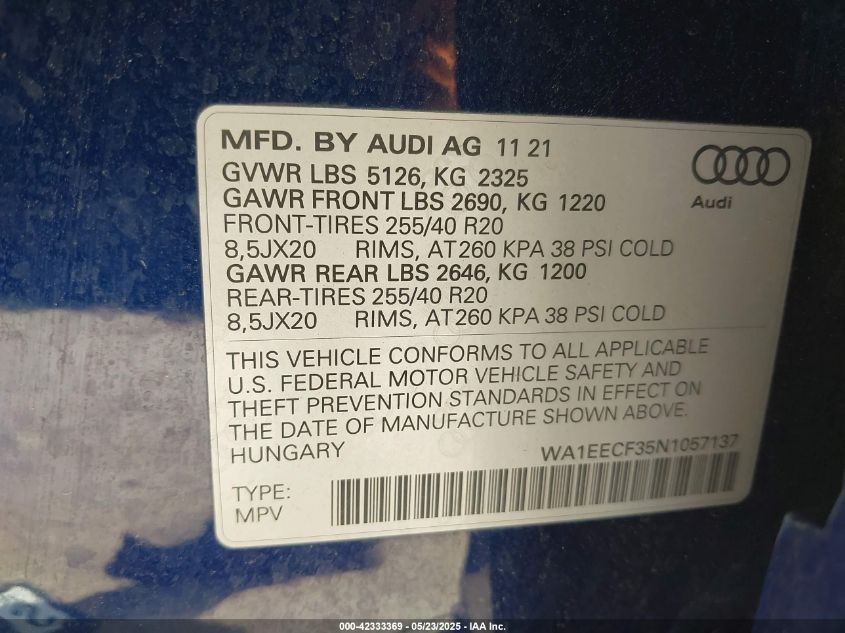 MFD. BY AUDI AG 11 21
GVWR LBS 5126, KG 2325
GAWR FRONT LBS 2690, KG 1220
FRONT-TIRES 255/40 R20
8,5JX20 RIMS, AT260 KPA 38 PSI COLD
GAWR REAR LBS 2646, KG 1200
REAR-TIRES 255/40 R20
8,5JX20 RIMS, AT260 KPA 38 PSI COLD
Audi
THIS VEHICLE CONFORMS TO ALL APPLICABLE
U.S. FEDERAL MOTOR VEHICLE SAFETY AND
THEFT PREVENTION STANDARDS IN EFFECT ON
THE DATE OF MANUFACTURE SHOWN ABOVE.
HUNGARY WA1EECF35N1057137
TYPE:
MPV
000-42333369 - 05/23/2025 - IAA Inc.